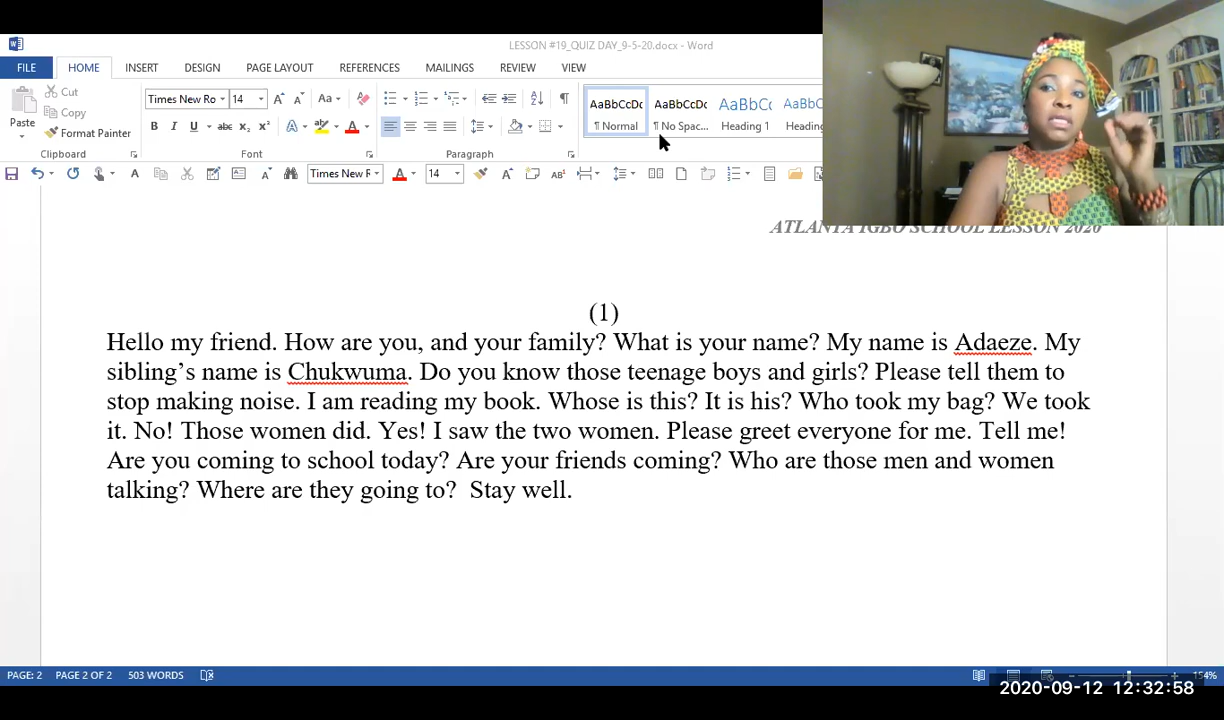 LESSON #19_QUIZ DAY_9-5-20.docx - Word
FILE HOME INSERT DESIGN PAGE LAYOUT REFERENCES MAILINGS REVIEW VIEW
Cut
Copy
Format Painter
Paste
Clipboard
Times New Ro 14
Font
Paragraph
AaBbCcDc AaBbCcDc AaBbCc AaBbCc
¶ Normal ¶ No Spac... Heading 1 Heading
Times New R 14
ATLANTA IGBO SCHOOL LESSON 2020
(1)
Hello my friend. How are you, and your family? What is your name? My name is Adaeze. My
sibling’s name is Chukwuma. Do you know those teenage boys and girls? Please tell them to
stop making noise. I am reading my book. Whose is this? It is his? Who took my bag? We took
it. No! Those women did. Yes! I saw the two women. Please greet everyone for me. Tell me!
Are you coming to school today? Are your friends coming? Who are those men and women
talking? Where are they going to?  Stay well.
PAGE: 2 PAGE 2 OF 2 503 WORDS
154%
2020-09-12 12:32:58